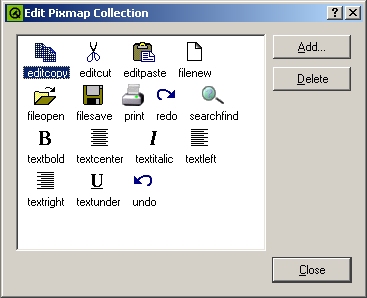 Edit Pixmap Collection
editcopy editcut editpaste filenew
Add...
Delete
fileopen filesave print redo searchfind
B I
textbold textcenter textitalic textleft
U
textright textunder undo
Close